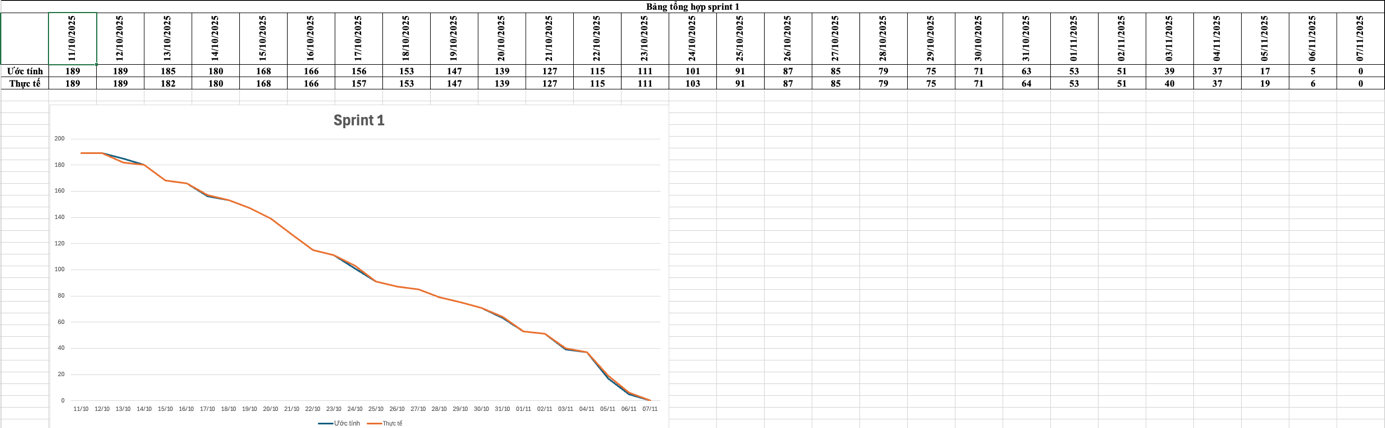 Bảng tổng hợp sprint 1
11/10/2025 12/10/2025 13/10/2025 14/10/2025 15/10/2025 16/10/2025 17/10/2025 18/10/2025 19/10/2025 20/10/2025 21/10/2025 22/10/2025 23/10/2025 24/10/2025 25/10/2025 26/10/2025 27/10/2025 28/10/2025 29/10/2025 30/10/2025 31/10/2025 01/11/2025 02/11/2025 03/11/2025 04/11/2025 05/11/2025 06/11/2025 07/11/2025
Ước tính 189 189 185 180 168 166 156 153 147 139 127 115 111 101 91 87 85 79 75 71 63 53 51 39 37 17 5 0
Thực tế 189 189 182 180 168 166 157 153 147 139 127 115 111 103 91 87 85 79 75 71 64 53 51 40 37 19 6 0
Sprint 1
200
180
160
140
120
100
80
60
40
20
0
11/10 12/10 13/10 14/10 15/10 16/10 17/10 18/10 19/10 20/10 21/10 22/10 23/10 24/10 25/10 26/10 27/10 28/10 29/10 30/10 31/10 01/11 02/11 03/11 04/11 05/11 06/11 07/11
Ước tính Thực tế